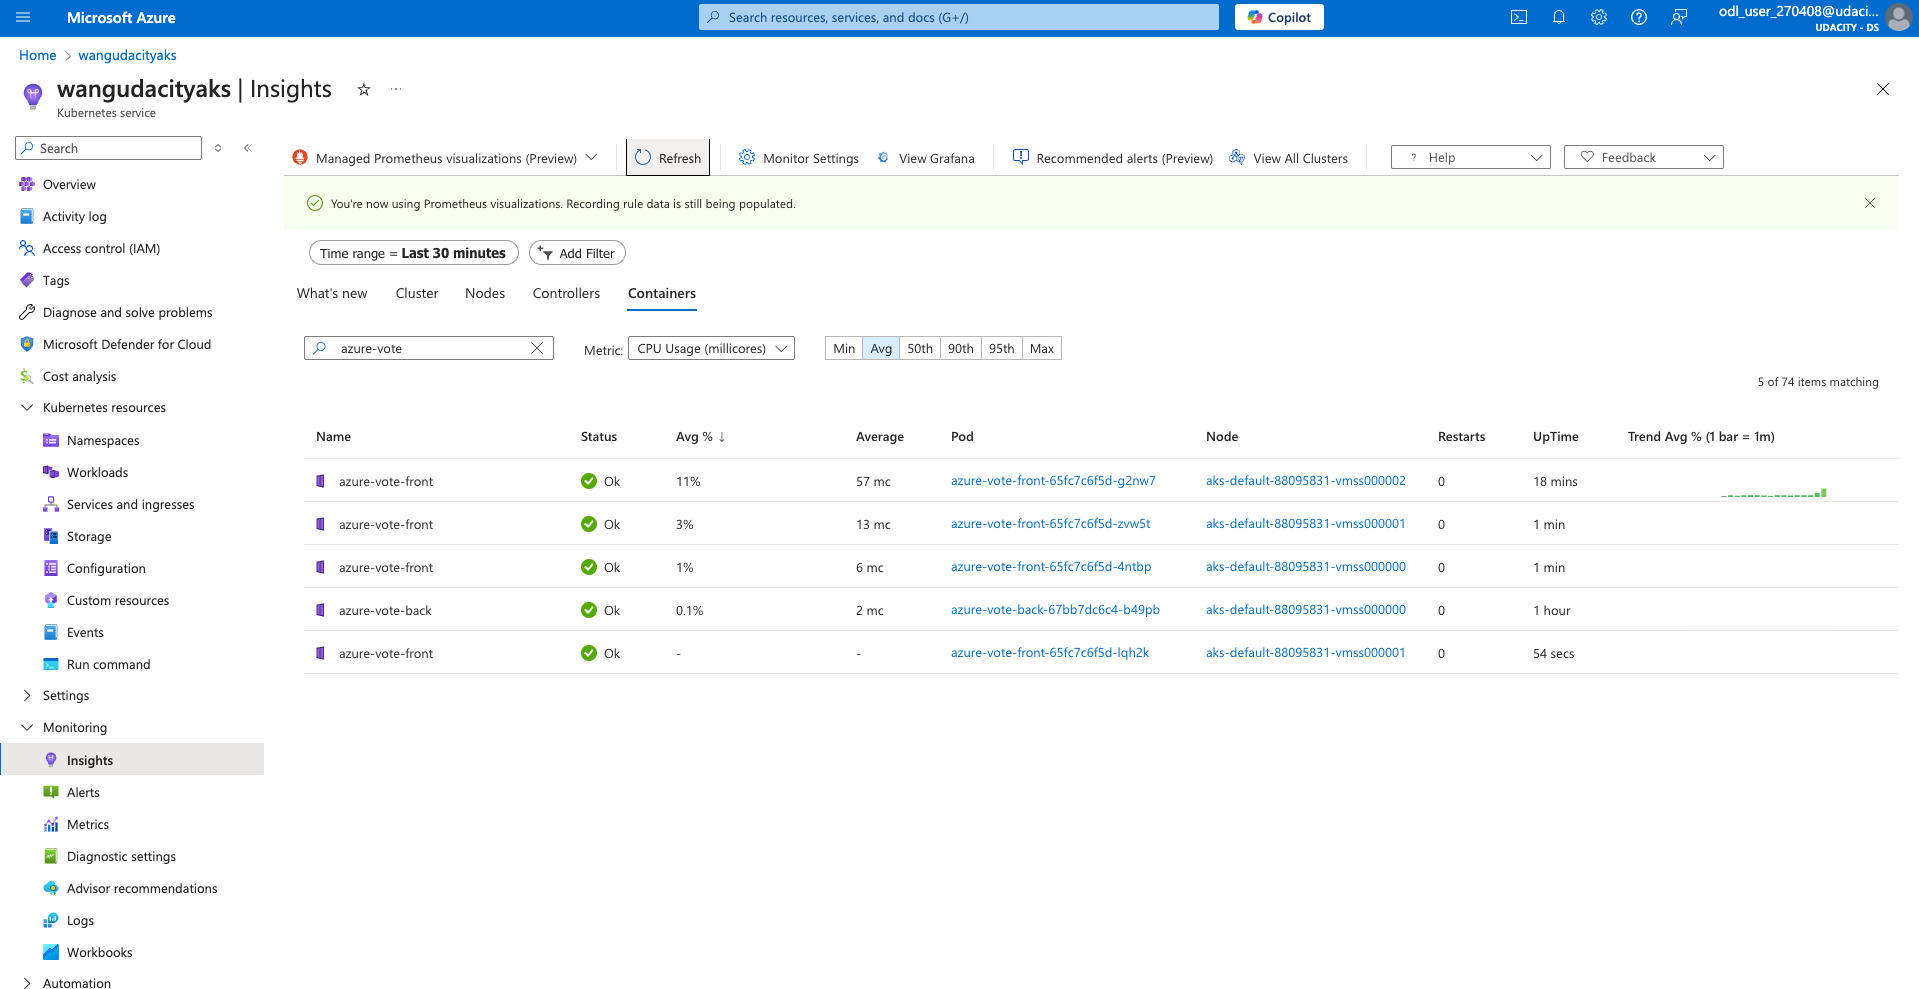 Microsoft Azure
Search resources, services, and docs (G+/)
Copilot
odl_user_270408@udaci...
UDACITY - DS
Home > wangudacityaks
wangudacityaks | Insights
Kubernetes service
Search
Overview
Activity log
Access control (IAM)
Tags
Diagnose and solve problems
Microsoft Defender for Cloud
Cost analysis
Kubernetes resources
Namespaces
Workloads
Services and ingresses
Storage
Configuration
Custom resources
Events
Run command
Settings
Monitoring
Insights
Alerts
Metrics
Diagnostic settings
Advisor recommendations
Logs
Workbooks
Automation
Managed Prometheus visualizations (Preview) Refresh Monitor Settings View Grafana Recommended alerts (Preview) View All Clusters ? Help Feedback
You're now using Prometheus visualizations. Recording rule data is still being populated.
Time range = Last 30 minutes Add Filter
What's new Cluster Nodes Controllers Containers
azure-vote Metric: CPU Usage (millicores) Min Avg 50th 90th 95th Max
5 of 74 items matching
Name Status Avg % ↓ Average Pod Node Restarts UpTime Trend Avg % (1 bar = 1m)
azure-vote-front Ok 11% 57 mc azure-vote-front-65fc7c6f5d-g2nw7 aks-default-88095831-vmss000002 0 18 mins
azure-vote-front Ok 3% 13 mc azure-vote-front-65fc7c6f5d-zvw5t aks-default-88095831-vmss000001 0 1 min
azure-vote-front Ok 1% 6 mc azure-vote-front-65fc7c6f5d-4ntbp aks-default-88095831-vmss000000 0 1 min
azure-vote-back Ok 0.1% 2 mc azure-vote-back-67bb7dc6c4-b49pb aks-default-88095831-vmss000000 0 1 hour
azure-vote-front Ok - - azure-vote-front-65fc7c6f5d-lqh2k aks-default-88095831-vmss000001 0 54 secs